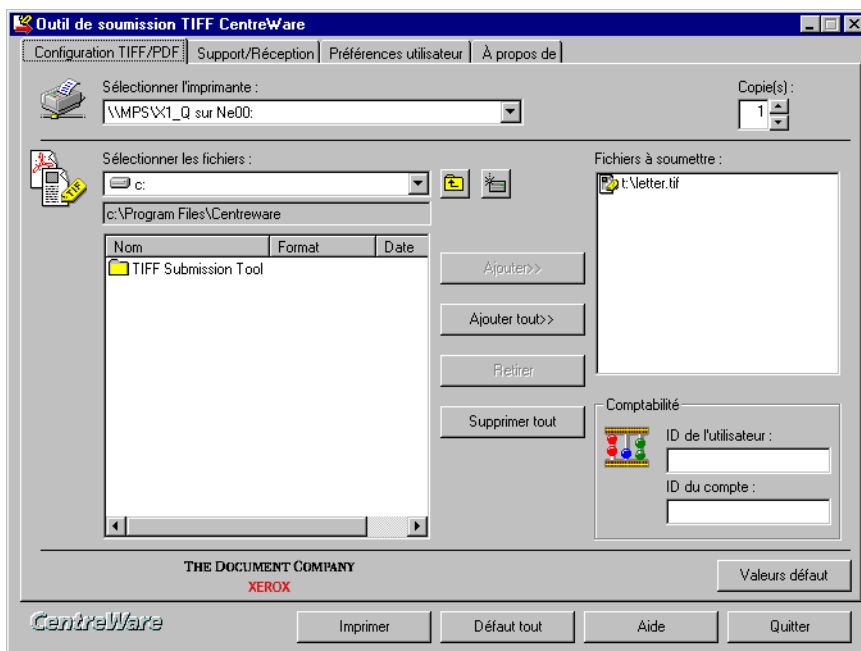 Outil de soumission TIFF CentreWare
Configuration TIFF/PDF
Support/Réception
Préférences utilisateur
À propos de
Sélectionner l'imprimante :
\\MPS\X1_Q sur Ne00:
Copie(s) :
1
Sélectionner les fichiers :
c:
c:\Program Files\Centreware
Nom
Format
Date
TIFF Submission Tool
Ajouter>>
Ajouter tout>>
Retirer
Supprimer tout
Fichiers à soumettre :
t:\letter.tif
Comptabilité
ID de l'utilisateur :
ID du compte :
THE DOCUMENT COMPANY
XEROX
Valeurs défaut
CentreWare
Imprimer
Défaut tout
Aide
Quitter